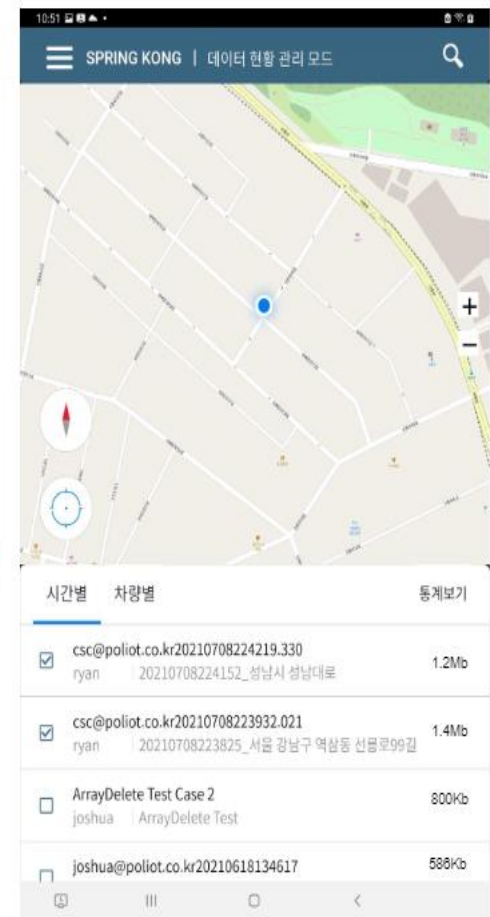 10:51
SPRING KONG | 데이터 현황 관리 모드
+
−
시간별 차량별 통계보기
csc@poliot.co.kr20210708224219.330
1.2Mb
ryan 20210708224152_성남시 성남대로
csc@poliot.co.kr20210708223932.021
1.4Mb
ryan 20210708223825_서울 강남구 역삼동 선릉로99길
ArrayDelete Test Case 2
800Kb
joshua ArrayDelete Test
joshua@poliot.co.kr20210618134617
586Kb